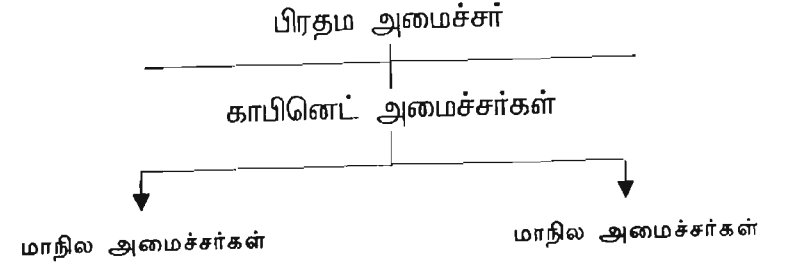 பிரதம அமைச்சர்
காபினெட் அமைச்சர்கள்
மாநில அமைச்சர்கள்
மாநில அமைச்சர்கள்